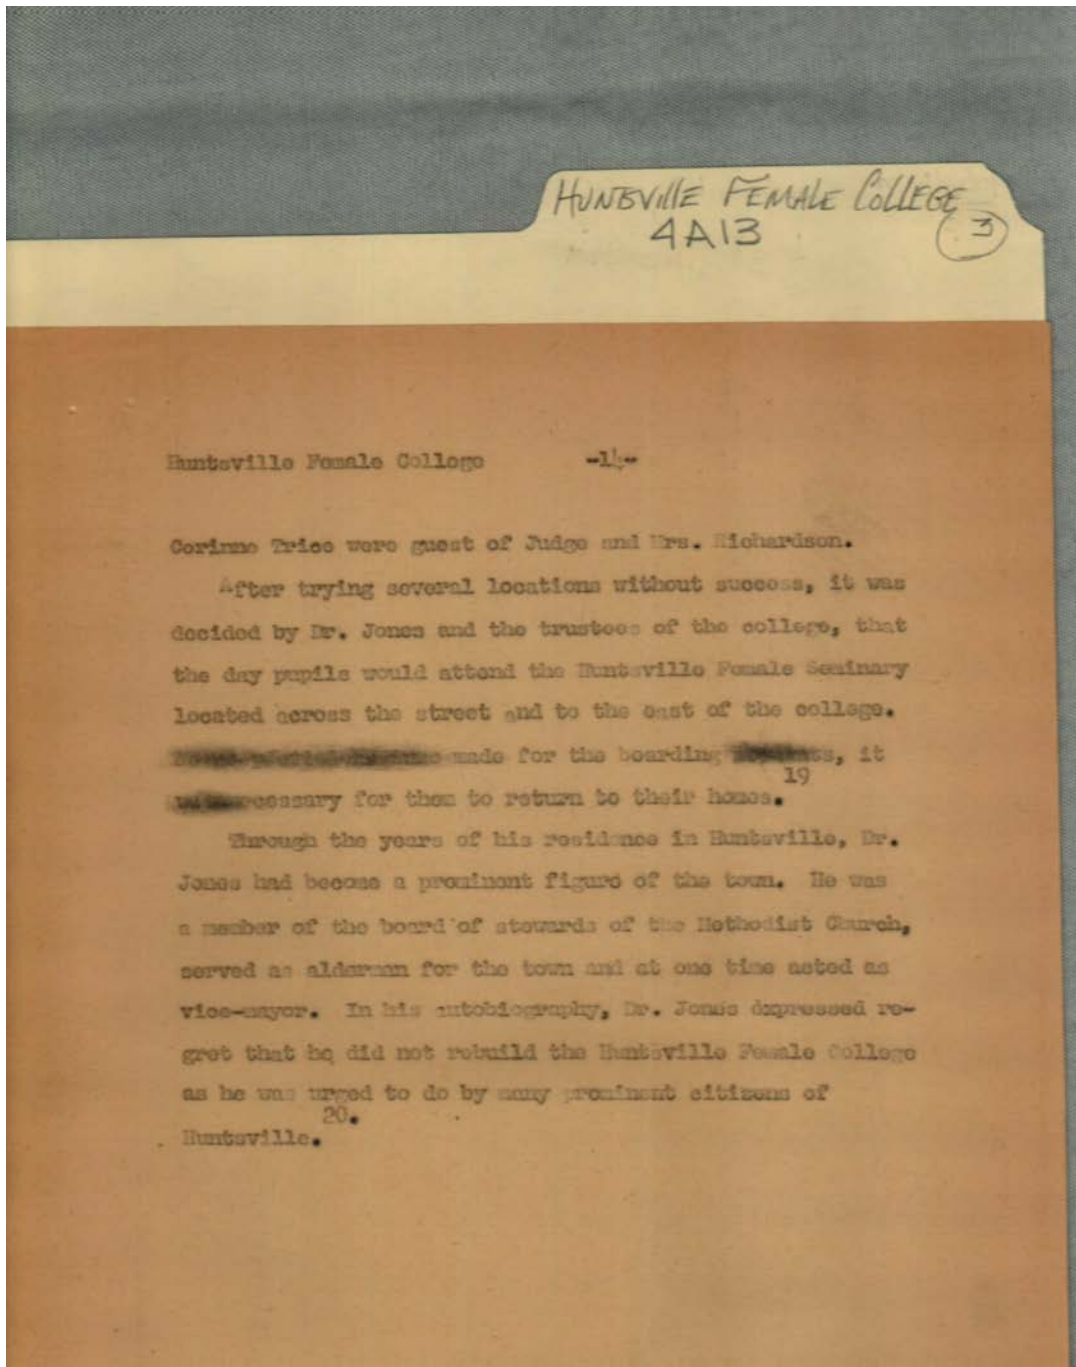 HUNTSVILLE FEMALE COLLEGE
4A13
3
Huntsville Female College -14-
Corinne Trice were guest of Judge and Mrs. Richardson.
After trying several locations without success, it was
decided by Dr. Jones and the trustees of the college, that
the day pupils would attend the Huntsville Female Seminary
located across the street and to the east of the college.
made for the boarding it
19
for them to return to their homes.
Through the years of his residence in Huntsville, Dr.
Jones had become a prominent figure of the town. He was
a member of the board of stewards of the Methodist Church,
served as alderman for the town and at one time acted as
vice-mayor. In his autobiography, Dr. Jones expressed re-
gret that he did not rebuild the Huntsville Female College
as he was urged to do by many prominent citizens of
20.
Huntsville.